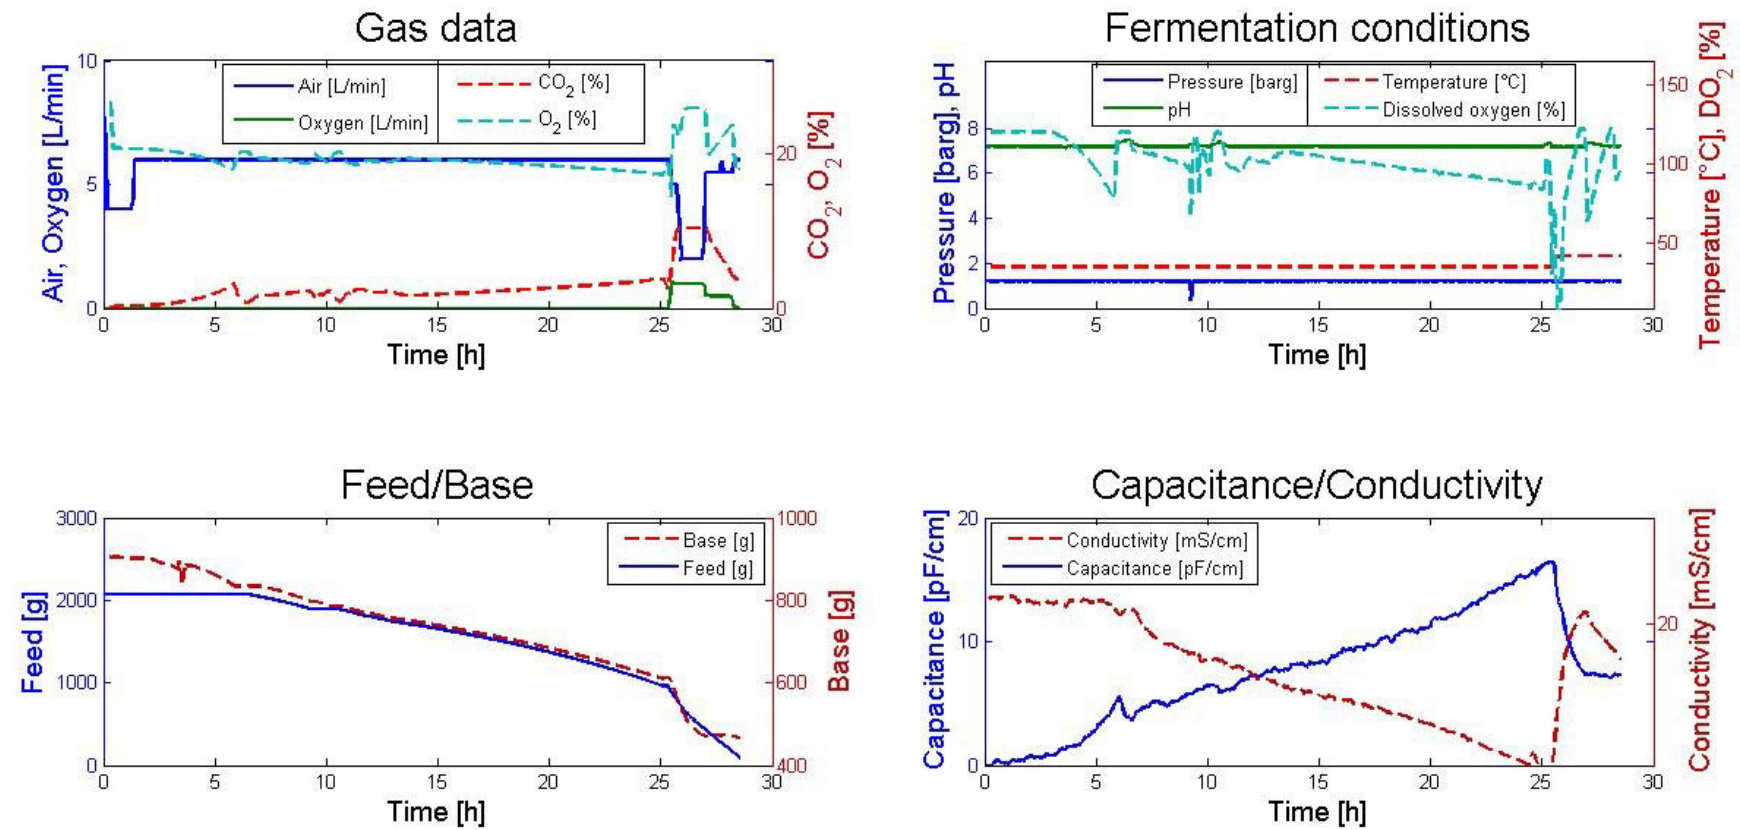 Gas data
Air, Oxygen [L/min]
10
5
0
Air [L/min]
Oxygen [L/min]
CO2 [%]
O2 [%]
20
0
CO2, O2 [%]
0 5 10 15 20 25 30
Time [h]
Fermentation conditions
Pressure [barg], pH
8
6
4
2
0
Pressure [barg]
pH
Temperature [°C]
Dissolved oxygen [%]
150
100
50
Temperature [°C], DO2 [%]
0 5 10 15 20 25 30
Time [h]
Feed/Base
Feed [g]
3000
2000
1000
0
Base [g]
Feed [g]
1000
800
600
400
Base [g]
0 5 10 15 20 25 30
Time [h]
Capacitance/Conductivity
Capacitance [pF/cm]
20
10
0
Conductivity [mS/cm]
Capacitance [pF/cm]
20
Conductivity [mS/cm]
0 5 10 15 20 25 30
Time [h]